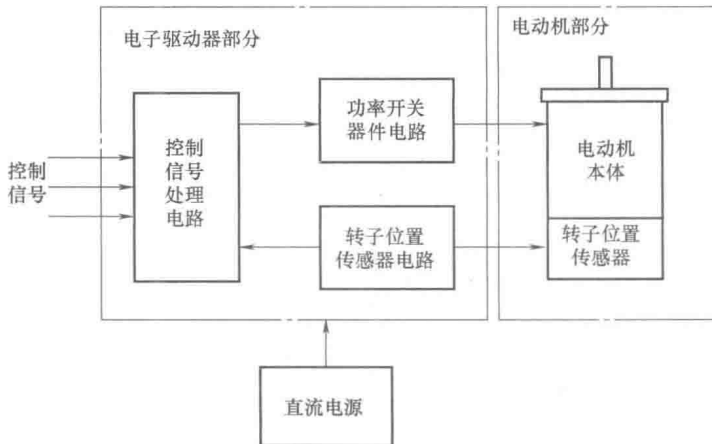 电子驱动器部分
电动机部分
控制
信号
控制
信号
处理
电路
功率开关
器件电路
转子位置
传感器电路
电动机
本体
转子位置
传感器
直流电源